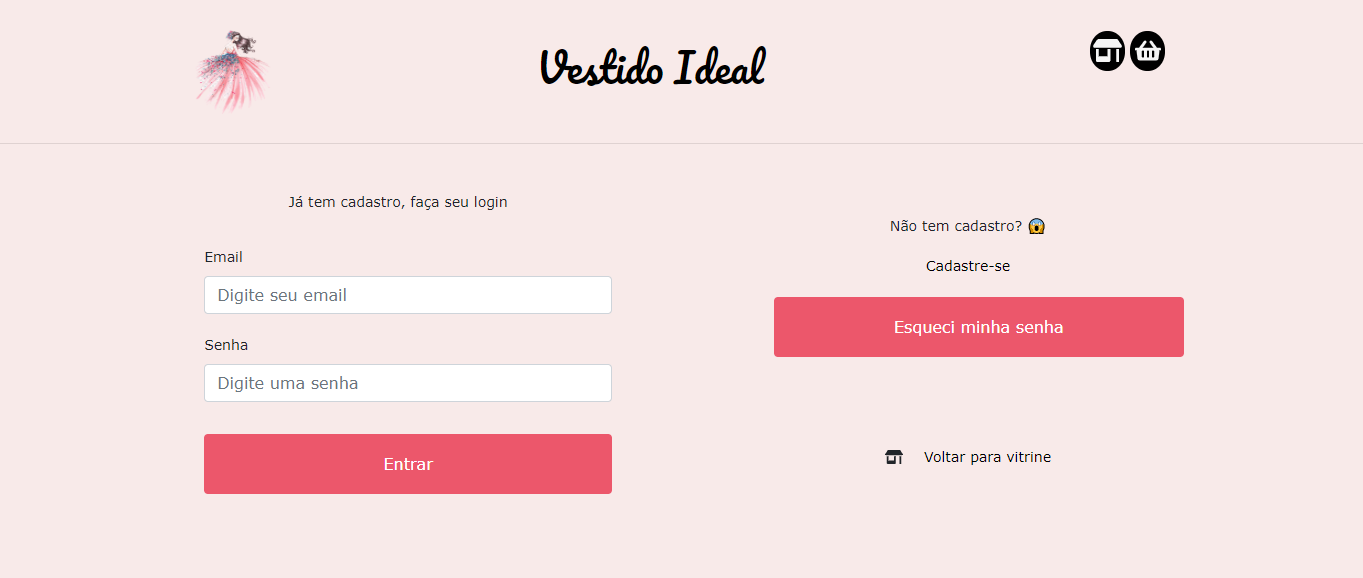 Vestido Ideal
Já tem cadastro, faça seu login
Email
Digite seu email
Senha
Digite uma senha
Entrar
Não tem cadastro? 😱
Cadastre-se
Esqueci minha senha
Voltar para vitrine